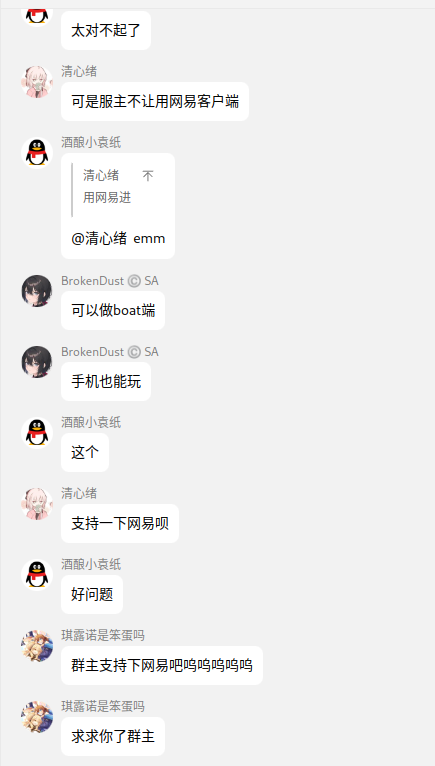 太对不起了
清心绪
可是服主不让用网易客户端
酒酿小袁纸
清心绪 不
用网易进
@清心绪 emm
BrokenDust Ⓒ SA
可以做boat端
BrokenDust Ⓒ SA
手机也能玩
酒酿小袁纸
这个
清心绪
支持一下网易呗
酒酿小袁纸
好问题
琪露诺是笨蛋吗
群主支持下网易吧呜呜呜呜呜
琪露诺是笨蛋吗
求求你了群主